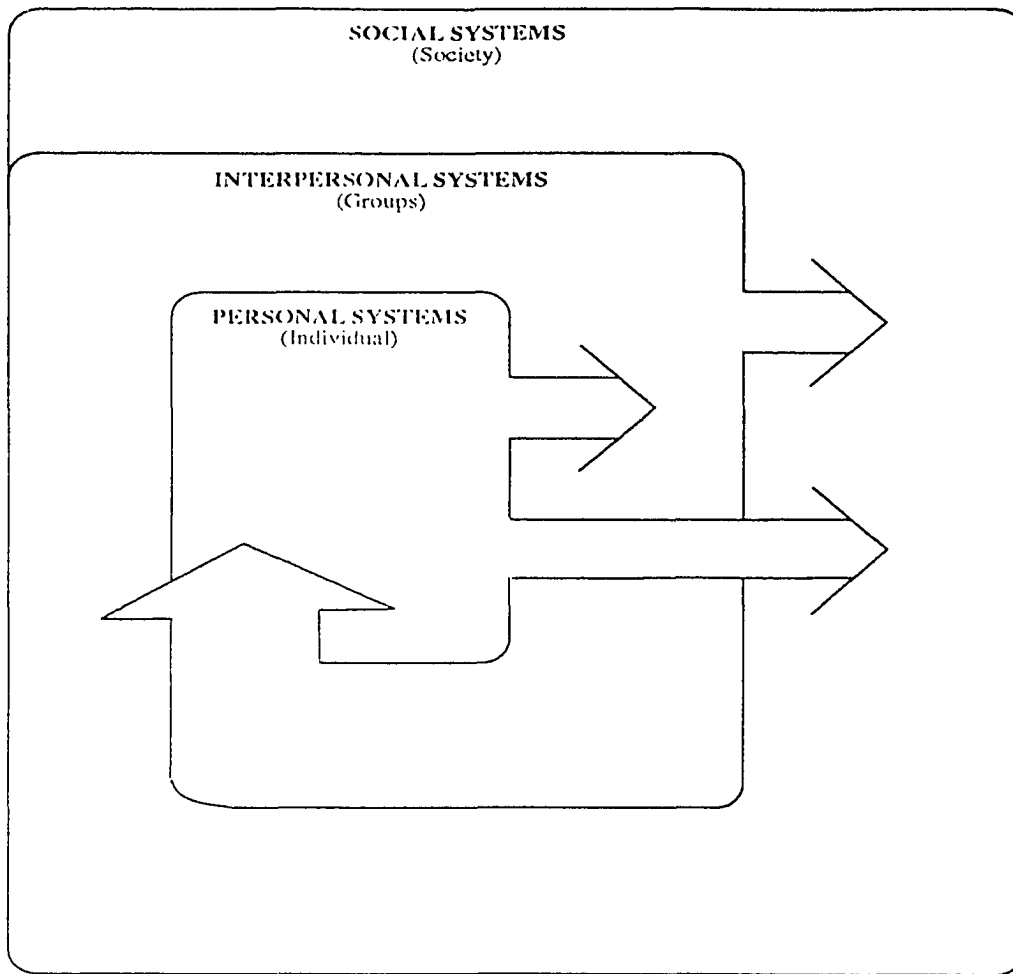 SOCIAL SYSTEMS
(Society)
INTERPERSONAL SYSTEMS
(Groups)
PERSONAL SYSTEMS
(Individual)